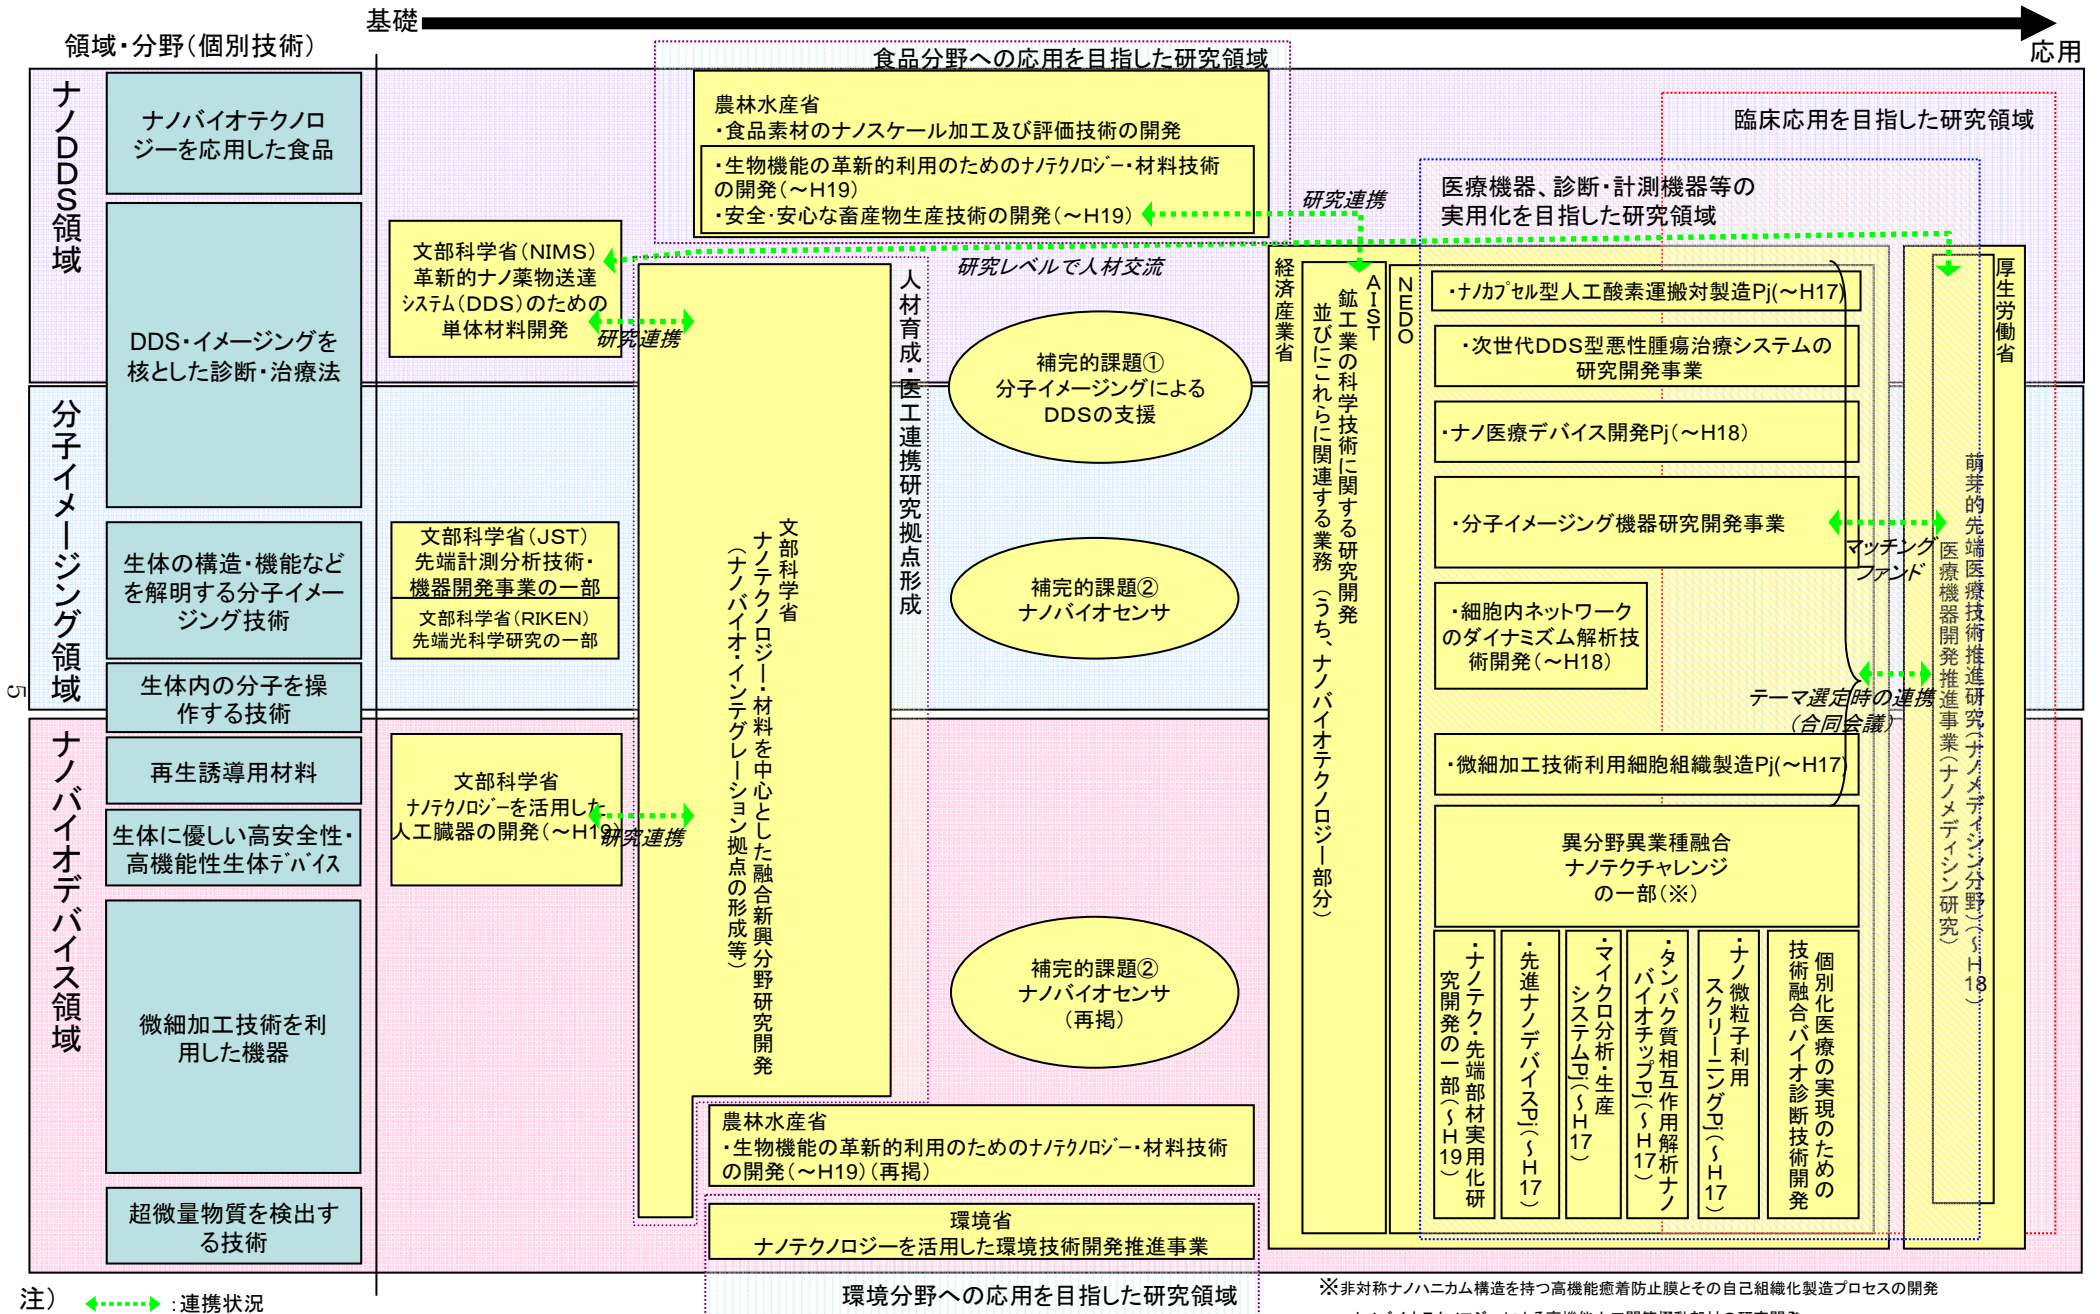 基礎
応用
領域・分野（個別技術）
食品分野への応用を目指した研究領域
ナノDDS領域
ナノバイオテクノロ
ジーを応用した食品
DDS・イメージングを
核とした診断・治療法
分子イメージング領域
生体の構造・機能など
を解明する分子イメー
ジング技術
生体内の分子を操
作する技術
ナノバイオデバイス領域
再生誘導用材料
生体に優しい高安全性・
高機能性生体ﾃﾞﾊﾞｲｽ
微細加工技術を利
用した機器
超微量物質を検出す
る技術
農林水産省
・食品素材のナノスケール加工及び評価技術の開発
・生物機能の革新的利用のためのﾅﾉﾃｸﾉﾛｼﾞｰ・材料技術
の開発（～H19）
・安全・安心な畜産物生産技術の開発（～H19）
研究連携
臨床応用を目指した研究領域
医療機器、診断・計測機器等の
実用化を目指した研究領域
文部科学省（NIMS）
革新的ナノ薬物送達
ｼｽﾃﾑ（DDS）のための
単体材料開発
研究連携
研究レベルで人材交流
文部科学省（JST）
先端計測分析技術・
機器開発事業の一部
文部科学省（RIKEN）
先端光科学研究の一部
文部科学省
ﾅﾉﾃｸﾉﾛｼﾞｰを活用した
人工臓器の開発（～H19）
研究連携
人材育成・医工連携研究拠点形成
文部科学省
ナノテクノロジー・材料を中心とした融合新興分野研究開発
（ナノバイオ・インテグレーション拠点の形成等）
補完的課題①
分子イメージングによる
DDSの支援
補完的課題②
ナノバイオセンサ
補完的課題②
ナノバイオセンサ
（再掲）
農林水産省
・生物機能の革新的利用のためのﾅﾉﾃｸﾉﾛｼﾞｰ・材料技術
の開発（～H19）（再掲）
環境省
ナノテクノロジーを活用した環境技術開発推進事業
環境分野への応用を目指した研究領域
経済産業省
AIST
鉱工業の科学技術に関する研究開発
並びにこれらに関連する業務（うち、ナノバイオテクノロジー部分）
NEDO
・ﾅﾉｶﾌﾟｾﾙ型人工酸素運搬対製造Pj(～H17)
・次世代DDS型悪性腫瘍治療システムの
研究開発事業
・ナノ医療デバイス開発Pj（～H18）
・分子イメージング機器研究開発事業
・細胞内ネットワーク
のダイナミズム解析技
術開発（～H18）
・微細加工技術利用細胞組織製造Pj(～H17)
異分野異業種融合
ナノテクチャレンジ
の一部（※）
・ナノテク・先端部材実用化研
究開発の一部（～H19）
・先進ナノデバイスPj（～H17）
・マイクロ分析・生産
システムPj（～H17）
・タンパク質相互作用解析ナノ
バイオチップPj（～H17）
・ナノ微粒子利用
スクリーニングPj（～H17）
個別化医療の実現のための
技術融合バイオ診断技術開発
マッチング
ファンド
テーマ選定時の連携
（合同会議）
厚生労働省
萌芽的先端医療技術推進研究（ナノメディシン分野）（～H18）
医療機器開発推進事業（ナノメディシン研究）
5
注）
：連携状況
※非対称ナノハニカム構造を持つ高機能癒着防止膜とその自己組織化製造プロセスの開発